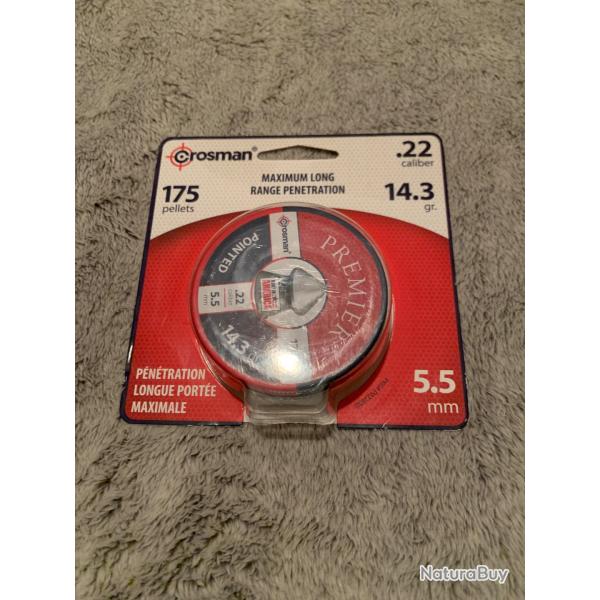 Crosman
175
pellets
MAXIMUM LONG
RANGE PENETRATION
.22
caliber
14.3
gr.
Crosman
POINTED
PREMIER
.22
caliber
5.5
mm
14.3
PÉNÉTRATION
LONGUE PORTÉE
MAXIMALE
5.5
mm
NaturaBuy